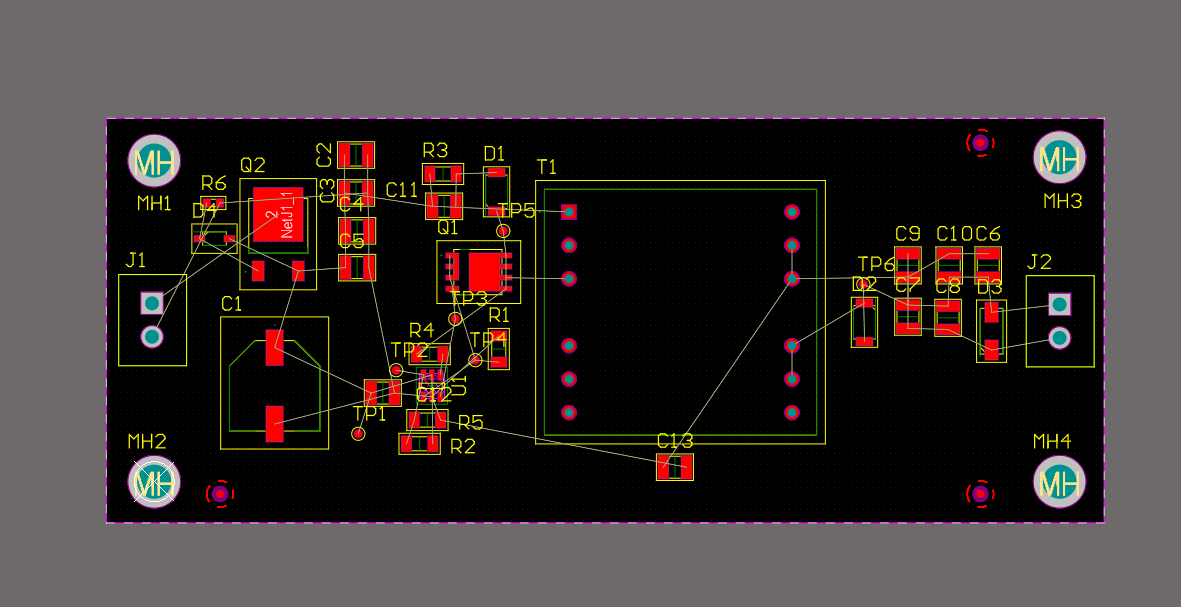 MH
MH1
R6
D4
Q2
2
NetJ1_1
J1
C1
C2
C3
C4
C5
C11
R3
D1
Q1
TP5
TP3
R1
R4
TP4
TP2
U1
C12
TP1
R5
R2
T1
C13
MH
MH3
C9
C10
C6
TP6
D2
C7
C8
D3
J2
MH2
MH
MH4
MH